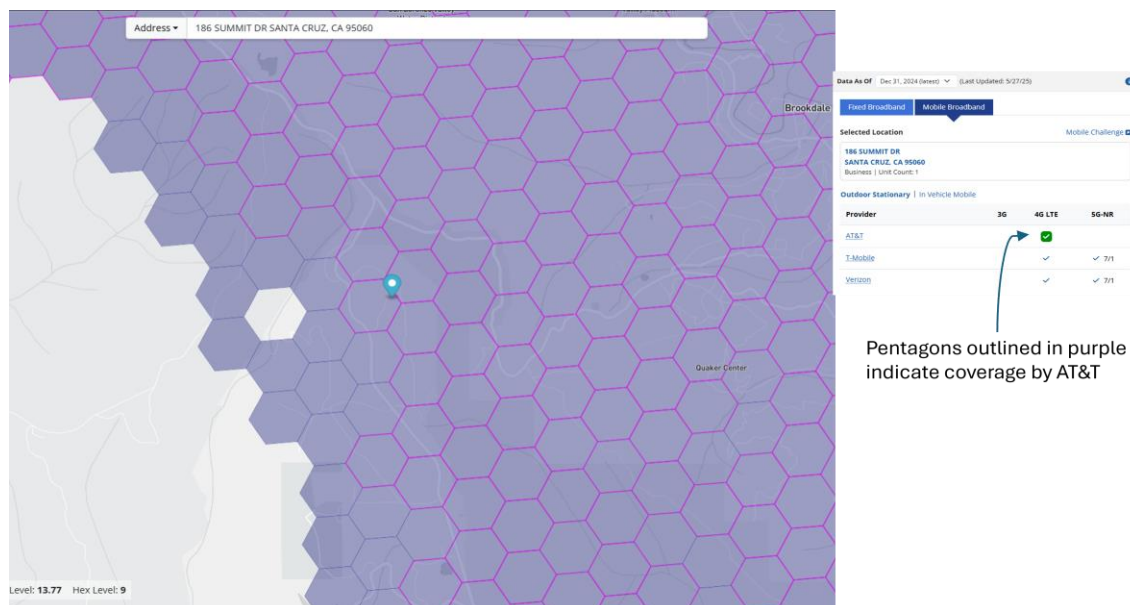 Address ▾ 186 SUMMIT DR SANTA CRUZ, CA 95060
Brookdale
Quaker Center
Level: 13.77 Hex Level: 9
Data As Of Dec 31, 2024 (latest) (Last Updated: 5/27/25)
Fixed Broadband Mobile Broadband
Selected Location Mobile Challenge
186 SUMMIT DR
SANTA CRUZ, CA 95060
Business | Unit Count: 1
Outdoor Stationary | In Vehicle Mobile
Provider 3G 4G LTE 5G-NR
AT&T
T-Mobile ✓ ✓ 7/1
Verizon ✓ ✓ 7/1
Pentagons outlined in purple
indicate coverage by AT&T